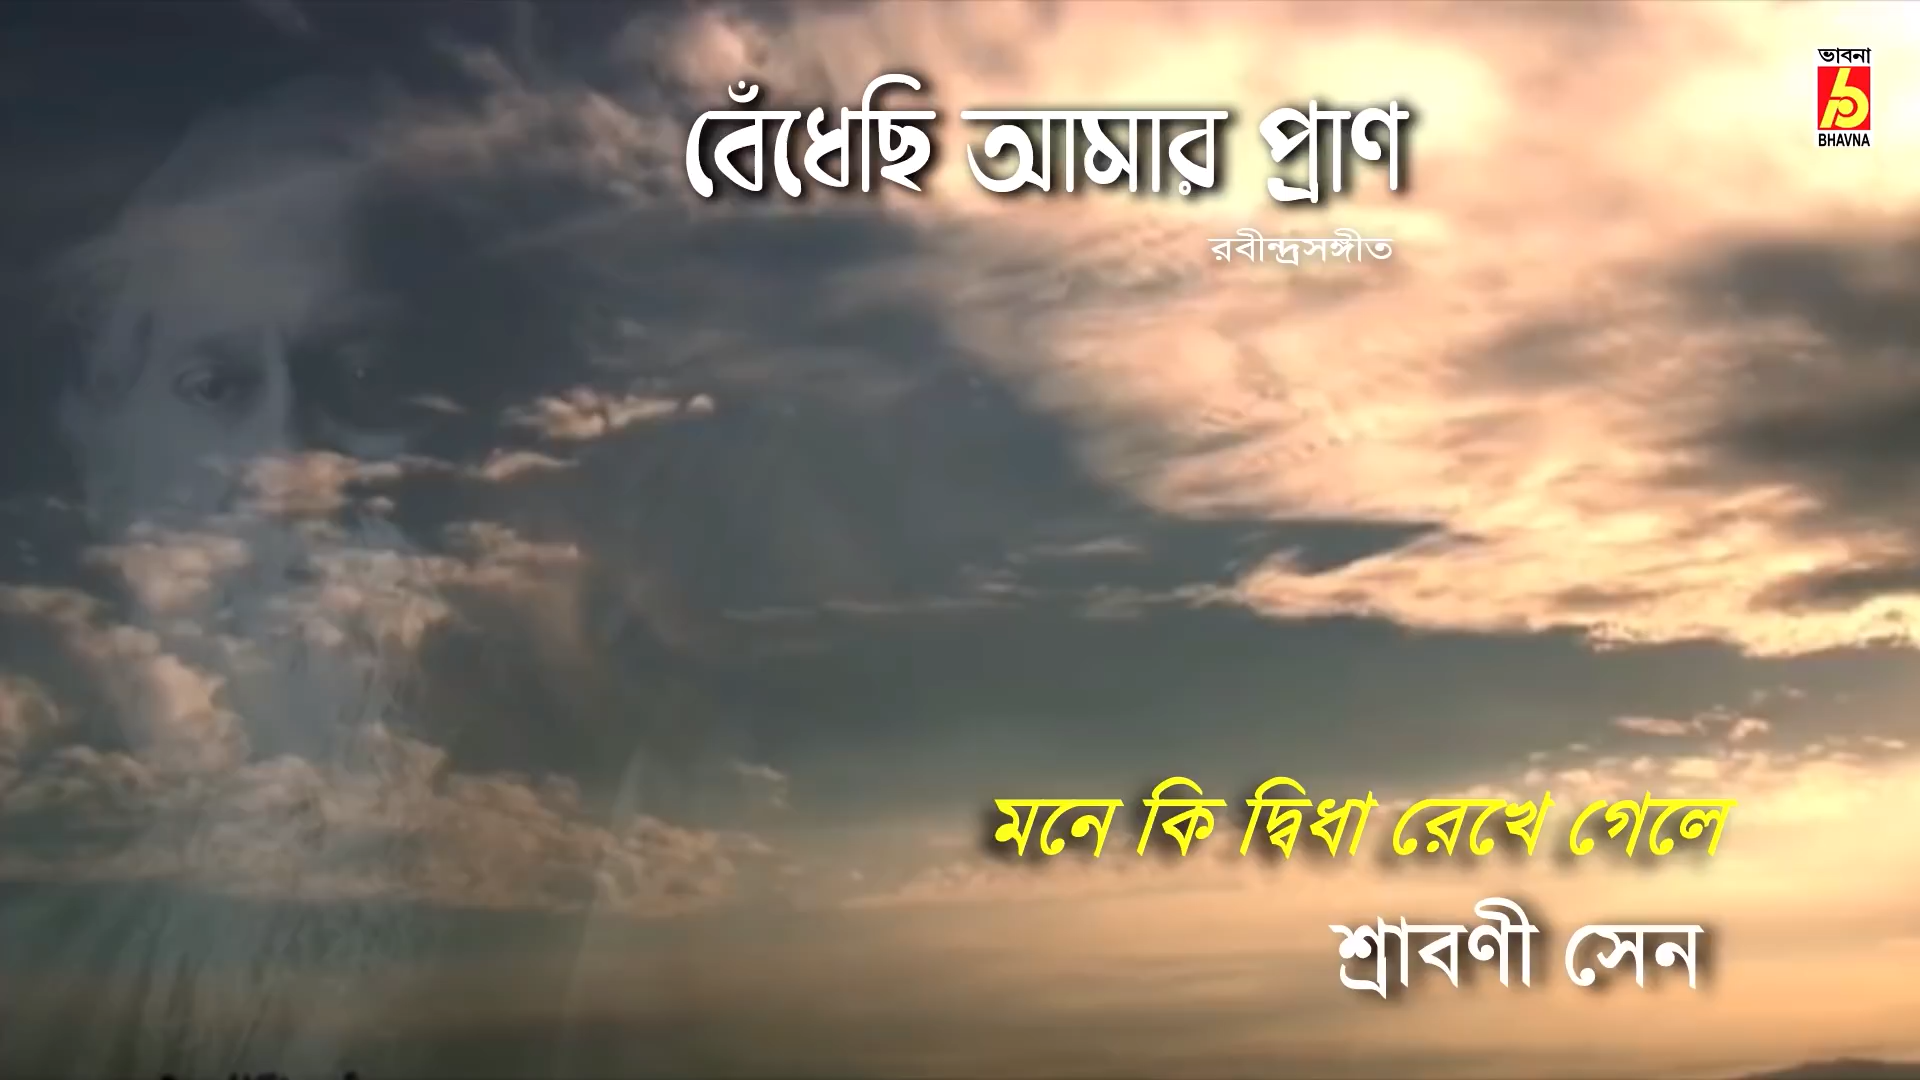 ভাবনা
BHAVNA
বেঁধেছি আমার প্রাণ
রবীন্দ্রসঙ্গীত
মনে কি দ্বিধা রেখে গেলে
শ্রাবণী সেন